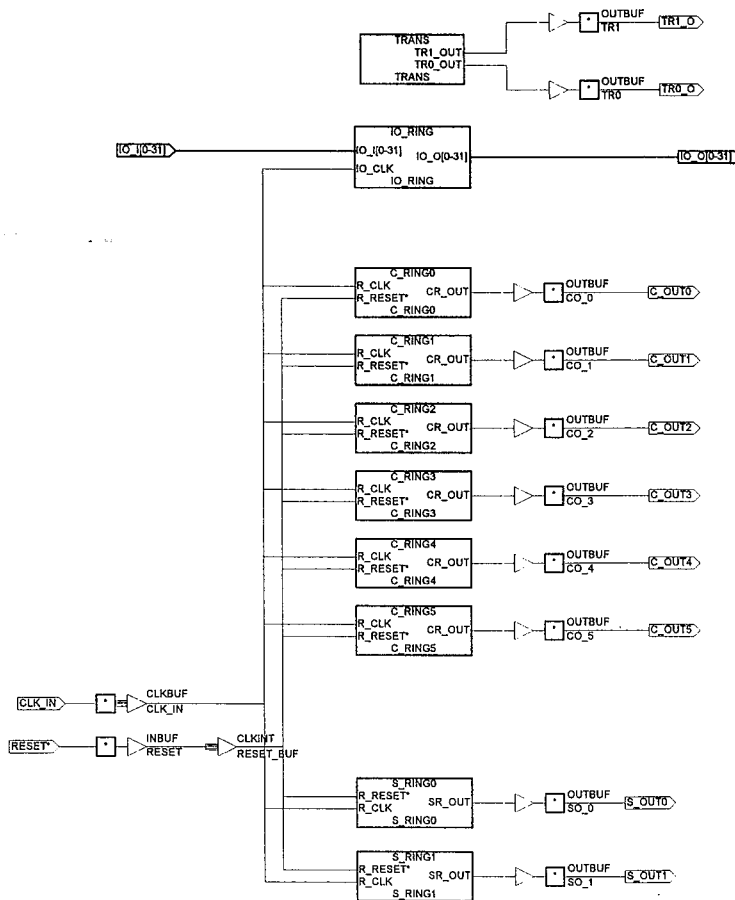 OUTBUF
TR1
TR1_O
TRANS
TR1_OUT
TR0_OUT
TRANS
OUTBUF
TR0
TR0_O
IO_RING
IO_I[0-31]
IO_I[0-31]
IO_O[0-31]
IO_O[0-31]
IO_CLK
IO_RING
C_RING0
R_CLK
R_RESET*
CR_OUT
C_RING0
OUTBUF
CO_0
C_OUT0
C_RING1
R_CLK
R_RESET*
CR_OUT
C_RING1
OUTBUF
CO_1
C_OUT1
C_RING2
R_CLK
R_RESET*
CR_OUT
C_RING2
OUTBUF
CO_2
C_OUT2
C_RING3
R_CLK
R_RESET*
CR_OUT
C_RING3
OUTBUF
CO_3
C_OUT3
C_RING4
R_CLK
R_RESET*
CR_OUT
C_RING4
OUTBUF
CO_4
C_OUT4
C_RING5
R_CLK
R_RESET*
CR_OUT
C_RING5
OUTBUF
CO_5
C_OUT5
CLK_IN
CLKBUF
CLK_IN
RESET*
INBUF
RESET
CLKINT
RESET_BUF
S_RING0
R_RESET*
R_CLK
SR_OUT
S_RING0
OUTBUF
SO_0
S_OUT0
S_RING1
R_RESET*
R_CLK
SR_OUT
S_RING1
OUTBUF
SO_1
S_OUT1